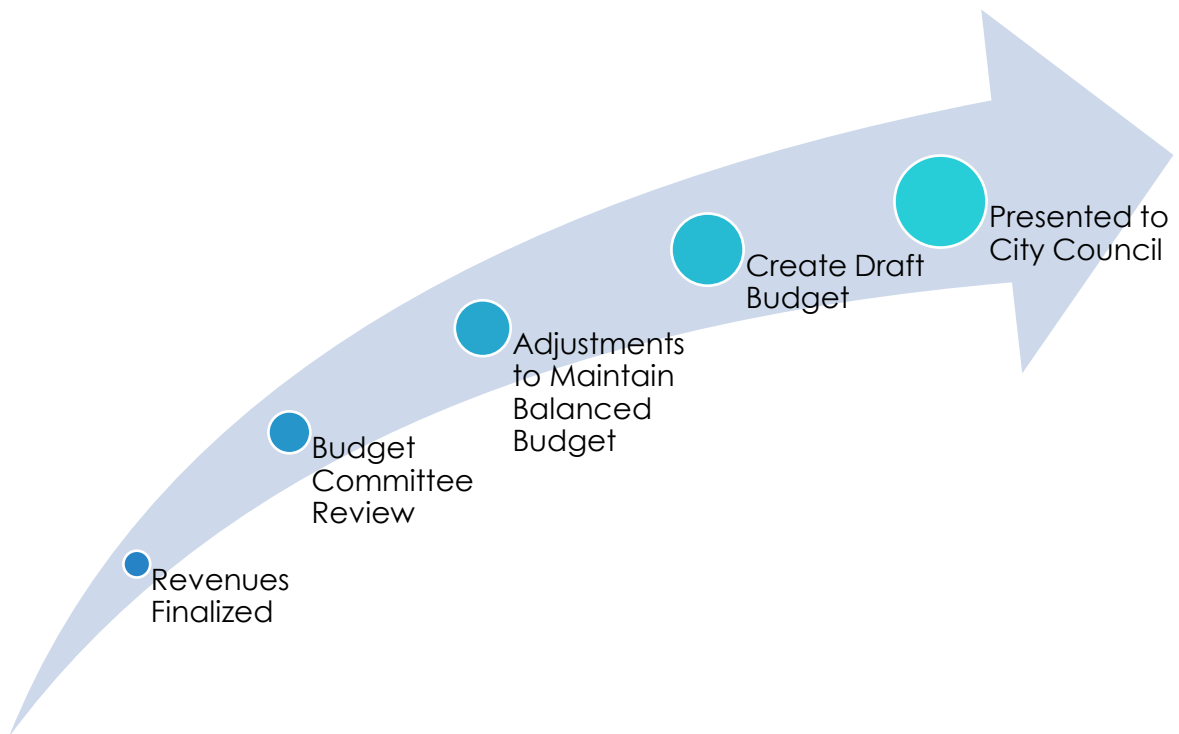 Revenues
Finalized
Budget
Committee
Review
Adjustments
to Maintain
Balanced
Budget
Create Draft
Budget
Presented to
City Council